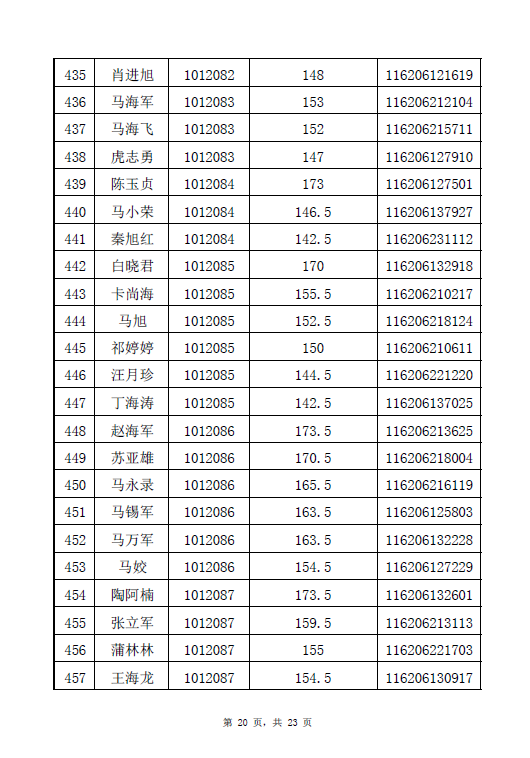 435 肖进旭 1012082 148 116206121619
436 马海军 1012083 153 116206212104
437 马海飞 1012083 152 116206215711
438 虎志勇 1012083 147 116206127910
439 陈玉贞 1012084 173 116206127501
440 马小荣 1012084 146.5 116206137927
441 秦旭红 1012084 142.5 116206231112
442 白晓君 1012085 170 116206132918
443 卡尚海 1012085 155.5 116206210217
444 马旭 1012085 152.5 116206218124
445 祁婷婷 1012085 150 116206210611
446 汪月珍 1012085 144.5 116206221220
447 丁海涛 1012085 142.5 116206137025
448 赵海军 1012086 173.5 116206213625
449 苏亚雄 1012086 170.5 116206218004
450 马永录 1012086 165.5 116206216119
451 马锡军 1012086 163.5 116206125803
452 马万军 1012086 163.5 116206132228
453 马姣 1012086 154.5 116206127229
454 陶阿楠 1012087 173.5 116206132601
455 张立军 1012087 159.5 116206213113
456 蒲林林 1012087 155 116206221703
457 王海龙 1012087 154.5 116206130917
第 20 页，共 23 页